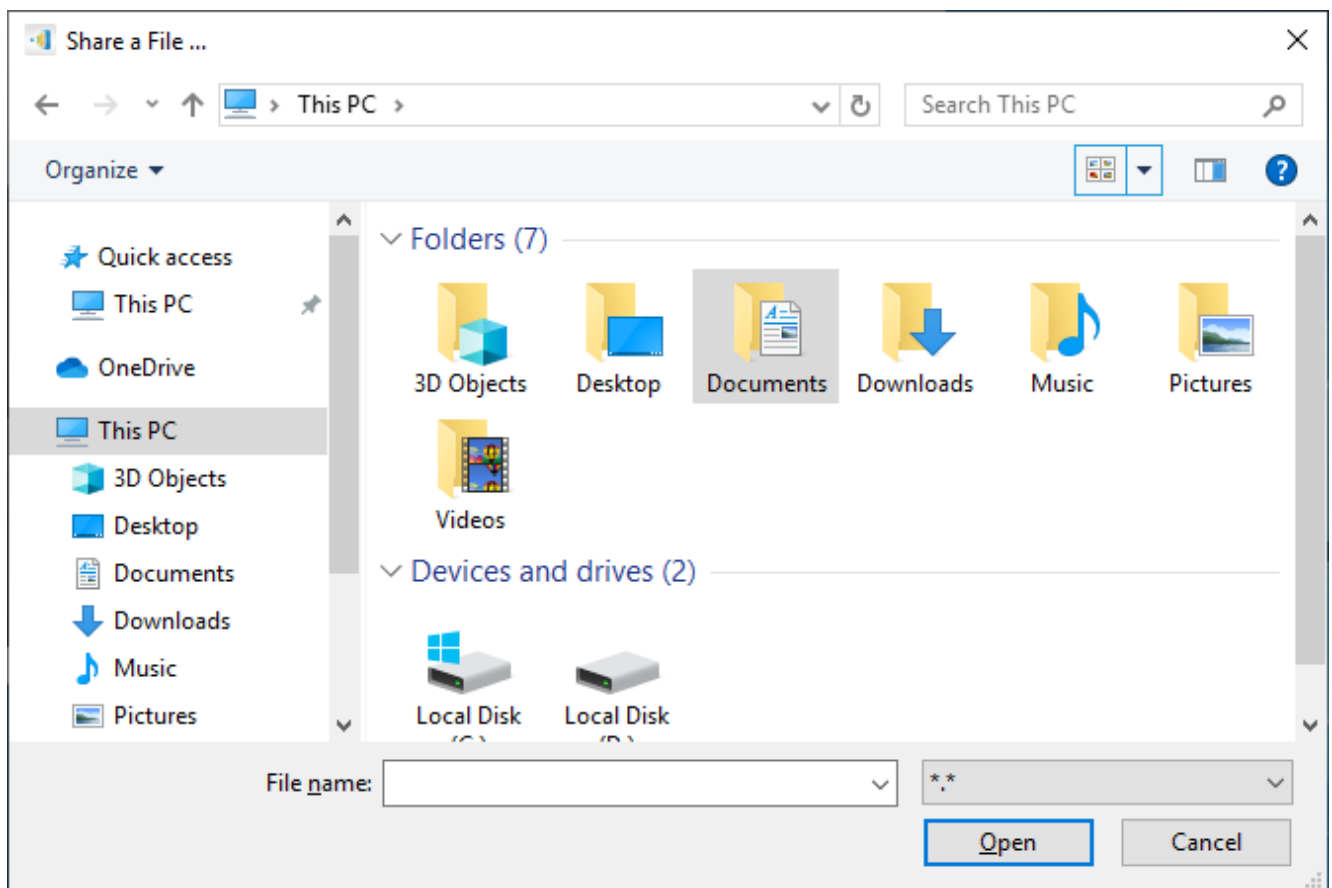 Share a File ...
This PC
Search This PC
Organize
Quick access
This PC
OneDrive
This PC
3D Objects
Desktop
Documents
Downloads
Music
Pictures
Folders (7)
3D Objects
Desktop
Documents
Downloads
Music
Pictures
Videos
Devices and drives (2)
Local Disk
Local Disk
File name:
*.*
Open
Cancel